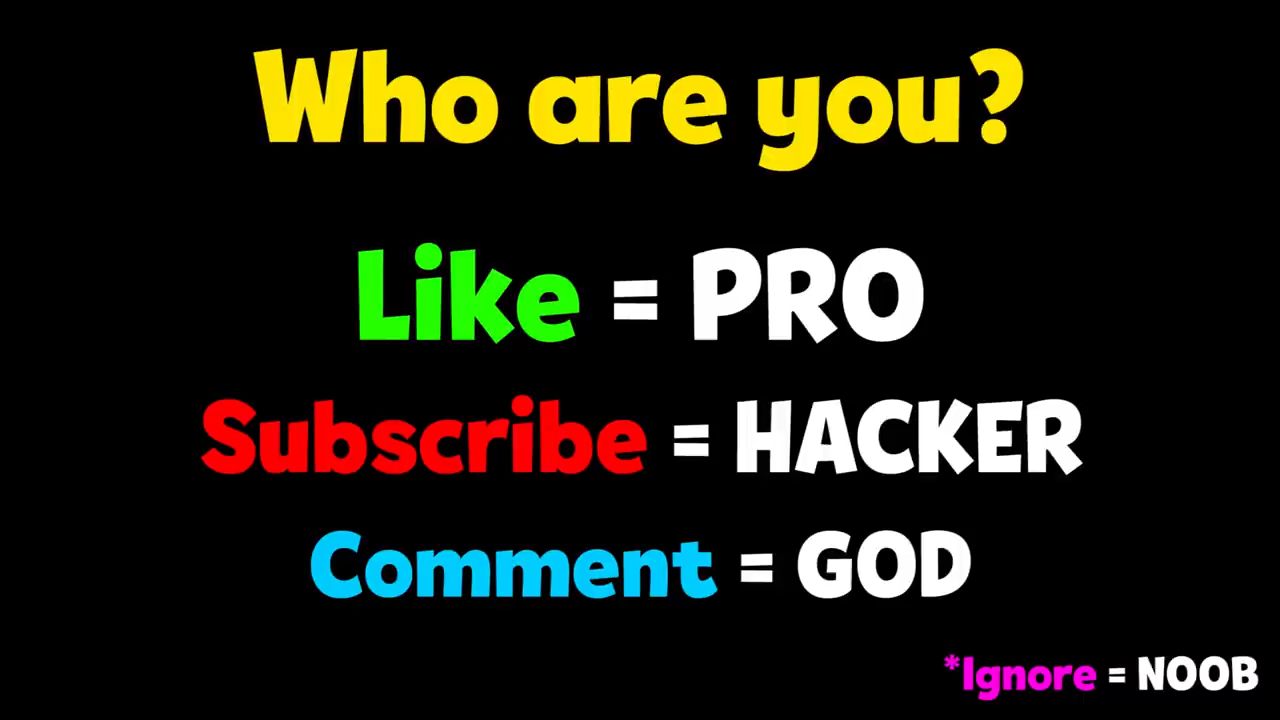 Who are you?
Like = PRO
Subscribe = HACKER
Comment = GOD
*Ignore = NOOB